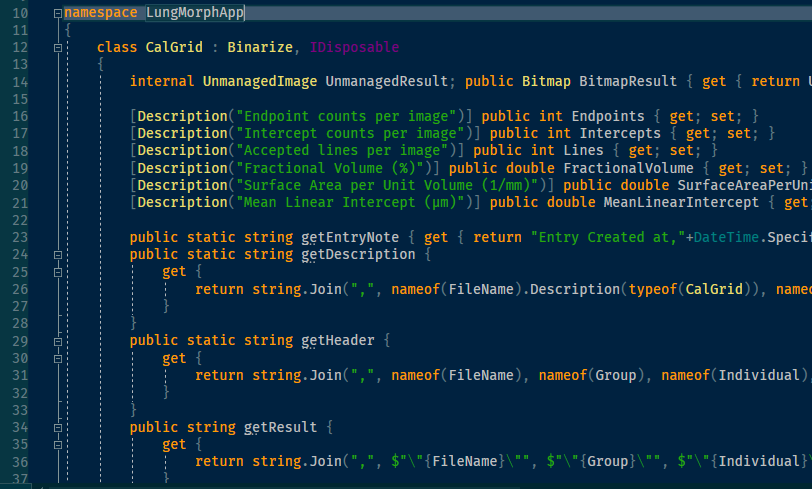 10 namespace LungMorphApp
11 {
12 class CalGrid : Binarize, IDisposable
13 {
14 internal UnmanagedImage UnmanagedResult; public Bitmap BitmapResult { get { return
15
16 [Description("Endpoint counts per image")] public int Endpoints { get; set; }
17 [Description("Intercept counts per image")] public int Intercepts { get; set; }
18 [Description("Accepted lines per image")] public int Lines { get; set; }
19 [Description("Fractional Volume (%)")] public double FractionalVolume { get; set; }
20 [Description("Surface Area per Unit Volume (1/mm)")] public double SurfaceAreaPerUni
21 [Description("Mean Linear Intercept (µm)")] public double MeanLinearIntercept { get;
22
23 public static string getEntryNote { get { return "Entry Created at,"+DateTime.Specif
24 public static string getDescription {
25 get {
26 return string.Join(",", nameof(FileName).Description(typeof(CalGrid)), name
27 }
28 }
29 public static string getHeader {
30 get {
31 return string.Join(",", nameof(FileName), nameof(Group), nameof(Individual),
32 }
33 }
34 public string getResult {
35 get {
36 return string.Join(",", $"\"{FileName}\"", $"\"{Group}\"", $"\"{Individual}\
37 }